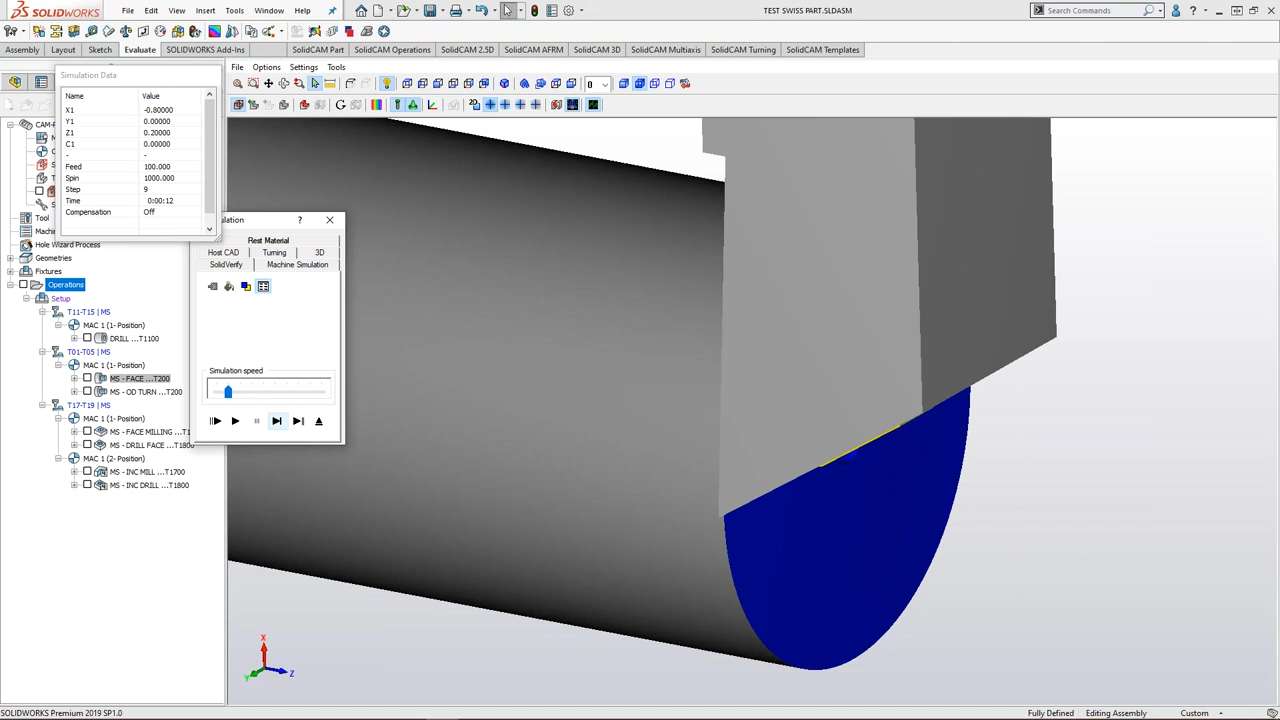 SOLIDWORKS
File Edit View Insert Tools Window Help
TEST SWISS PART.SLDASM
Search Commands
Assembly Layout Sketch Evaluate SOLIDWORKS Add-Ins SolidCAM Part SolidCAM Operations SolidCAM 2.5D SolidCAM AFRM SolidCAM 3D SolidCAM Multiaxis SolidCAM Turning SolidCAM Templates
File Options Settings Tools
Simulation Data
Name Value
X1 -0.80000
Y1 0.00000
Z1 0.20000
C1 0.00000
- -
Feed 100.000
Spin 1000.000
Step 9
Time 0:00:12
Compensation Off
CAM-P
Tool
Machin
Hole Wizard Process
Geometries
Fixtures
Operations
Setup
T11-T15 | MS
MAC 1 (1- Position)
DRILL ...T1100
T01-T05 | MS
MAC 1 (1- Position)
MS - FACE ...T200
MS - OD TURN ...T200
T17-T19 | MS
MAC 1 (1- Position)
MS - FACE MILLING ...T1
MS - DRILL FACE ...T1800
MAC 1 (2- Position)
MS - INC MILL ...T1700
MS - INC DRILL ...T1800
ulation ?
Rest Material
Host CAD Turning 3D
SolidVerify Machine Simulation
Simulation speed
X
Y
Z
SOLIDWORKS Premium 2019 SP1.0
Fully Defined Editing Assembly Custom